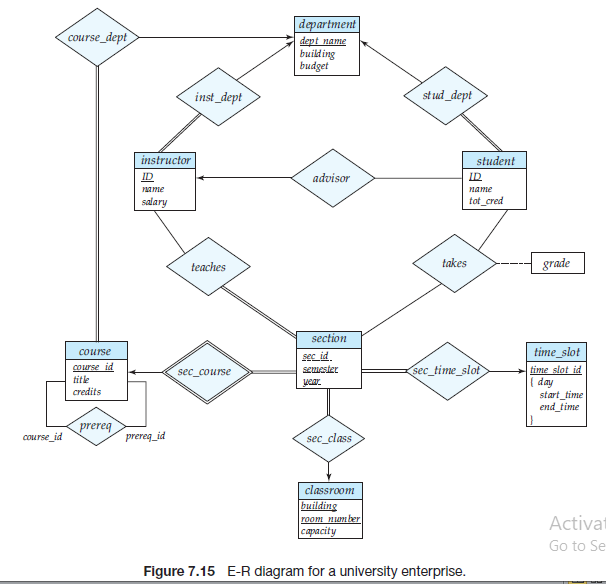 department
dept_name
building
budget
course_dept
inst_dept
stud_dept
instructor
ID
name
salary
advisor
student
ID
name
tot_cred
teaches
takes
grade
section
sec_id
semester
year
course
course_id
title
credits
sec_course
sec_time_slot
time_slot
time_slot_id
{ day
start_time
end_time
}
prereq
course_id
prereq_id
sec_class
classroom
building
room_number
capacity
Activat
Go to Se
Figure 7.15 E-R diagram for a university enterprise.